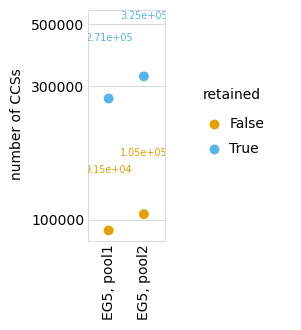 500000
300000
100000
number of CCSs
3.25e+05
2.71e+05
1.05e+05
9.15e+04
EG5, pool1
EG5, pool2
retained
False
True